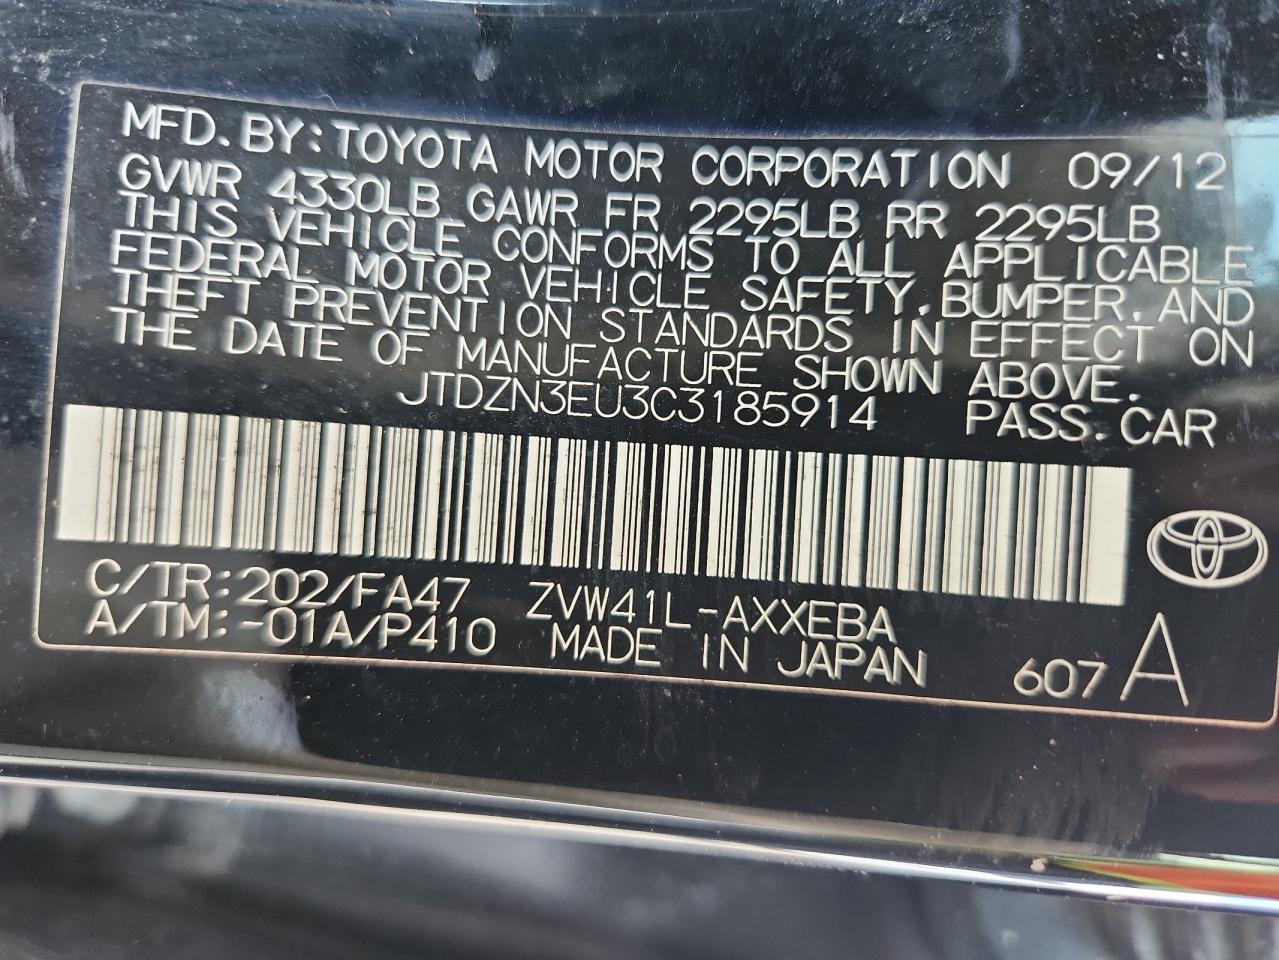 MFD.BY:TOYOTA MOTOR CORPORATION 09/12
GVWR 4330LB GAWR FR 2295LB RR 2295LB
THIS VEHICLE CONFORMS TO ALL APPLICABLE
FEDERAL MOTOR VEHICLE SAFETY,BUMPER,AND
THEFT PREVENTION STANDARDS IN EFFECT ON
THE DATE OF MANUFACTURE SHOWN ABOVE.
JTDZN3EU3C3185914 PASS.CAR
C/TR:202/FA47 ZVW41L-AXXEBA
A/TM:-01A/P410 MADE IN JAPAN 607 A